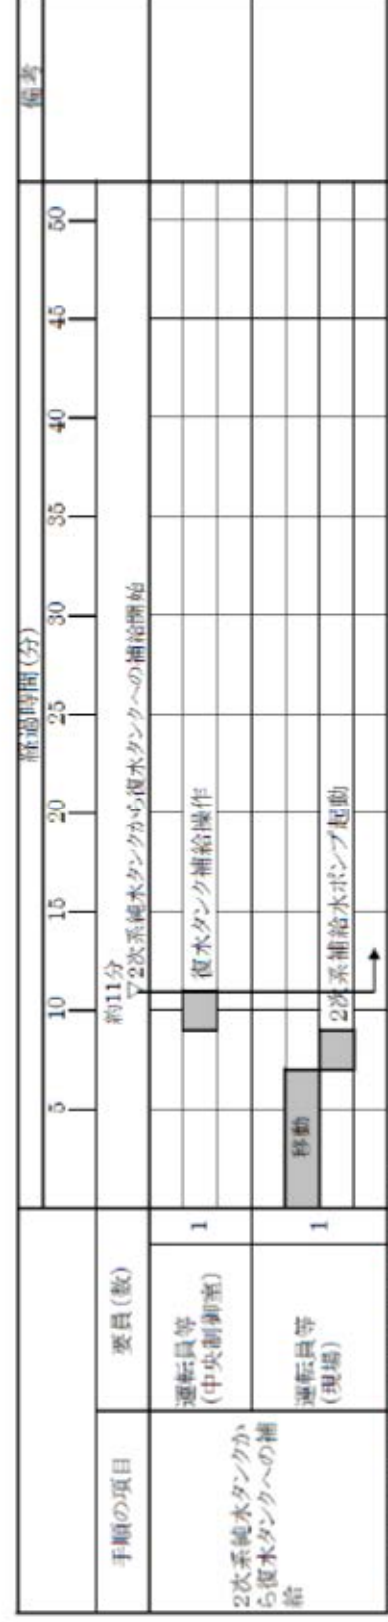 経過時間(分)
備考
5
10
15
20
25
30
35
40
45
50
手順の項目
要員(数)
約11分
▽2次系純水タンクから復水タンクへの補給開始
2次系純水タンクか
ら復水タンクへの補
給
運転員等
(中央制御室)
1
復水タンク補給操作
運転員等
(現場)
1
移動
2次系補給水ポンプ起動